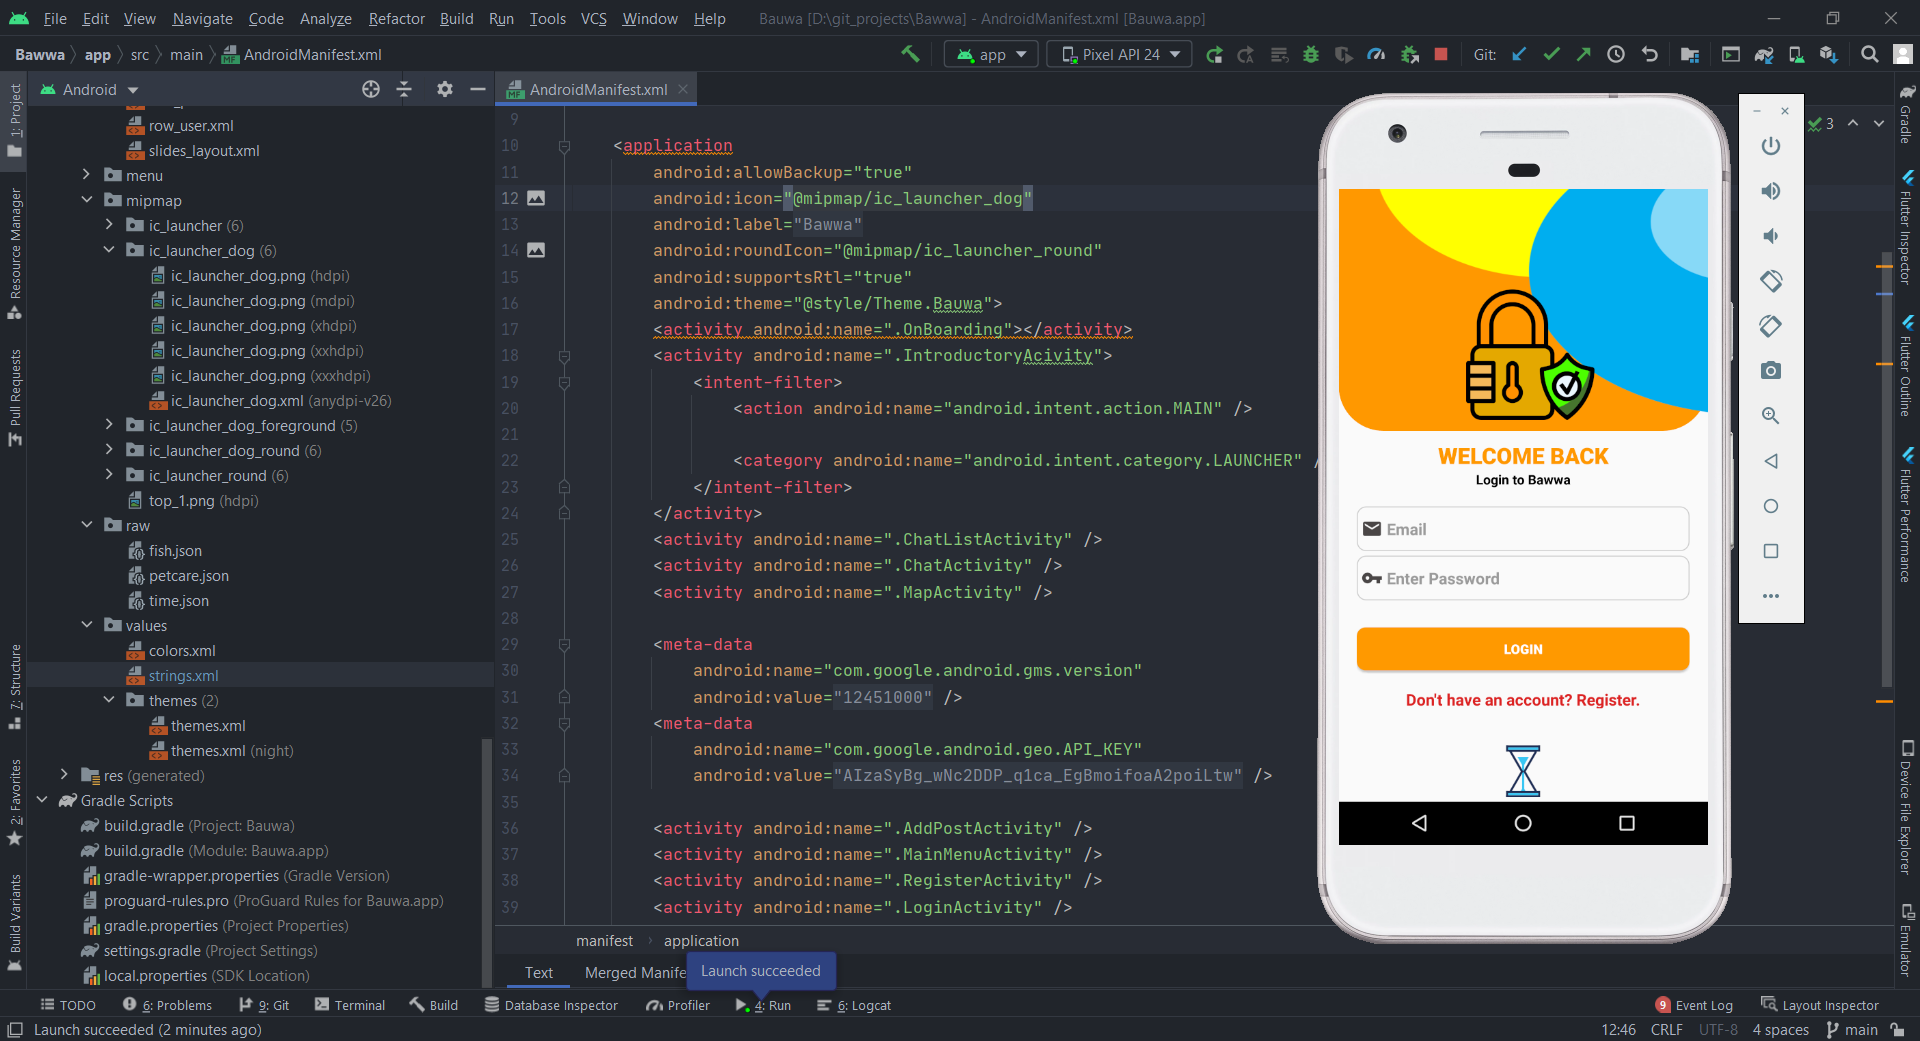 File Edit View Navigate Code Analyze Refactor Build Run Tools VCS Window Help Bauwa [D:\git_projects\Bawwa] - AndroidManifest.xml [Bauwa.app]
Bawwa app src main AndroidManifest.xml app Pixel API 24 Git:
1: Project
Resource Manager
Pull Requests
7: Structure
2: Favorites
Build Variants
Android
row_user.xml
slides_layout.xml
menu
mipmap
ic_launcher (6)
ic_launcher_dog (6)
ic_launcher_dog.png (hdpi)
ic_launcher_dog.png (mdpi)
ic_launcher_dog.png (xhdpi)
ic_launcher_dog.png (xxhdpi)
ic_launcher_dog.png (xxxhdpi)
ic_launcher_dog.xml (anydpi-v26)
ic_launcher_dog_foreground (5)
ic_launcher_dog_round (6)
ic_launcher_round (6)
top_1.png (hdpi)
raw
fish.json
petcare.json
time.json
values
colors.xml
strings.xml
themes (2)
themes.xml
themes.xml (night)
res (generated)
Gradle Scripts
build.gradle (Project: Bauwa)
build.gradle (Module: Bauwa.app)
gradle-wrapper.properties (Gradle Version)
proguard-rules.pro (ProGuard Rules for Bauwa.app)
gradle.properties (Project Properties)
settings.gradle (Project Settings)
local.properties (SDK Location)
AndroidManifest.xml
9
10 <application
11 android:allowBackup="true"
12 android:icon="@mipmap/ic_launcher_dog"
13 android:label="Bawwa"
14 android:roundIcon="@mipmap/ic_launcher_round"
15 android:supportsRtl="true"
16 android:theme="@style/Theme.Bauwa">
17 <activity android:name=".OnBoarding"></activity>
18 <activity android:name=".IntroductoryAcivity">
19 <intent-filter>
20 <action android:name="android.intent.action.MAIN" />
21
22 <category android:name="android.intent.category.LAUNCHER" /
23 </intent-filter>
24 </activity>
25 <activity android:name=".ChatListActivity" />
26 <activity android:name=".ChatActivity" />
27 <activity android:name=".MapActivity" />
28
29 <meta-data
30 android:name="com.google.android.gms.version"
31 android:value="12451000" />
32 <meta-data
33 android:name="com.google.android.geo.API_KEY"
34 android:value="AIzaSyBg_wNc2DDP_q1ca_EgBmoifoaA2poiLtw" />
35
36 <activity android:name=".AddPostActivity" />
37 <activity android:name=".MainMenuActivity" />
38 <activity android:name=".RegisterActivity" />
39 <activity android:name=".LoginActivity" />
manifest application
Text Merged Manife
Launch succeeded
WELCOME BACK
Login to Bawwa
Email
Enter Password
LOGIN
Don't have an account? Register.
3
Gradle
Flutter Inspector
Flutter Outline
Flutter Performance
Device File Explorer
Emulator
TODO 6: Problems 9: Git Terminal Build Database Inspector Profiler 4: Run 6: Logcat 9 Event Log Layout Inspector
Launch succeeded (2 minutes ago) 12:46 CRLF UTF-8 4 spaces main